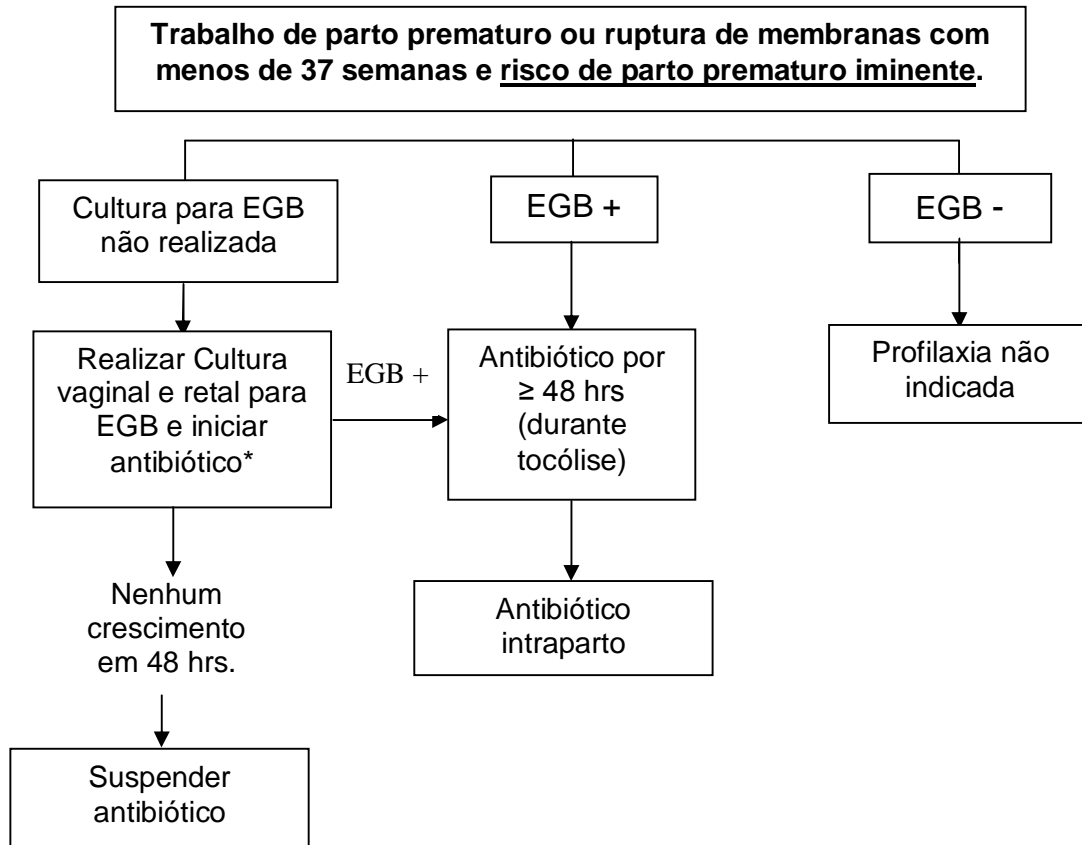 Trabalho de parto prematuro ou ruptura de membranas com
menos de 37 semanas e risco de parto prematuro iminente.
Cultura para EGB
não realizada
EGB +
EGB -
Realizar Cultura
vaginal e retal para
EGB e iniciar
antibiótico*
EGB +
Antibiótico por
≥ 48 hrs
(durante
tocólise)
Profilaxia não
indicada
Nenhum
crescimento
em 48 hrs.
Antibiótico
intraparto
Suspender
antibiótico